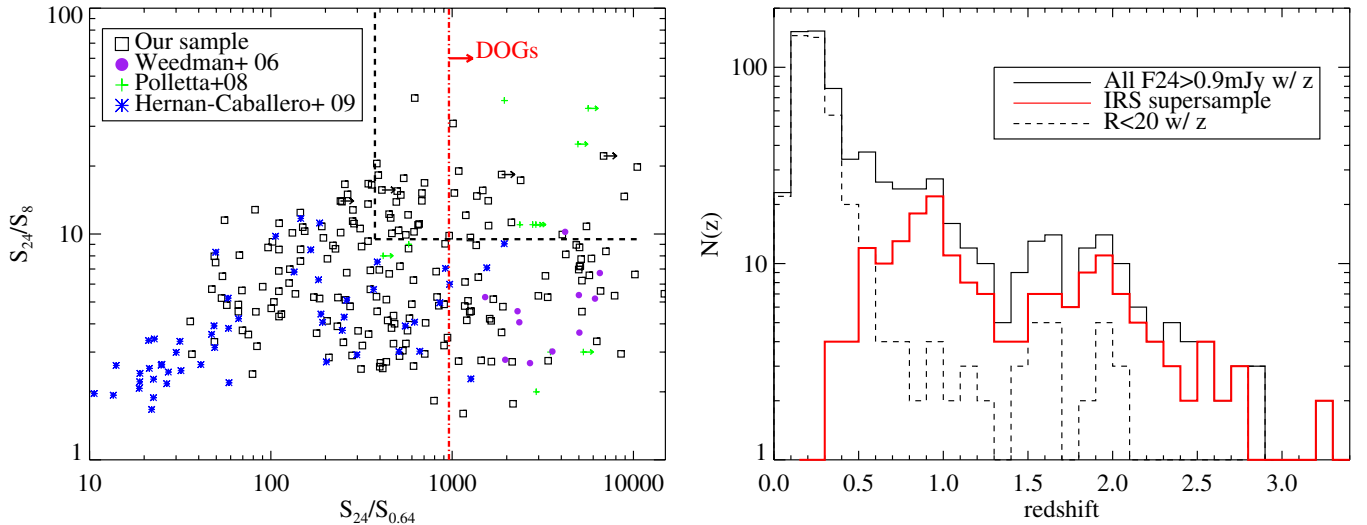 100
10
1
S24/S8
Our sample
Weedman+ 06
Polletta+08
Hernan-Caballero+ 09
DOGs
10
100
1000
10000
S24/S0.64
100
10
1
N(z)
All F24>0.9mJy w/ z
IRS supersample
R<20 w/ z
0.0
0.5
1.0
1.5
2.0
2.5
3.0
redshift